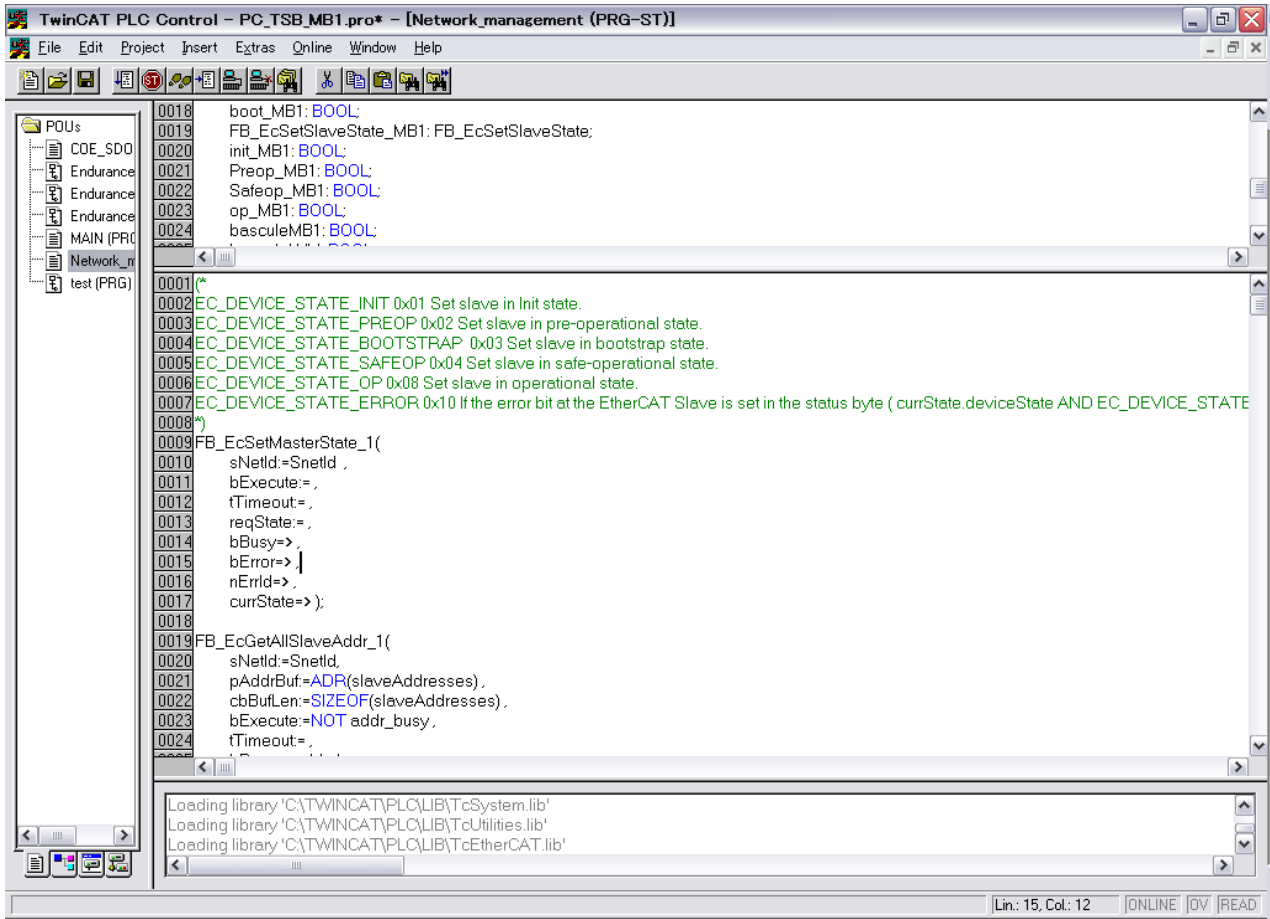 TwinCAT PLC Control - PC_TSB_MB1.pro* - [Network_management (PRG-ST)]
File Edit Project Insert Extras Online Window Help
POUs
COE_SDO
Endurance
Endurance
Endurance
MAIN (PRG
Network_m
test (PRG)
0018 boot_MB1: BOOL;
0019 FB_EcSetSlaveState_MB1: FB_EcSetSlaveState;
0020 init_MB1: BOOL;
0021 Preop_MB1: BOOL;
0022 Safeop_MB1: BOOL;
0023 op_MB1: BOOL;
0024 basculeMB1: BOOL;
0001 (*
0002 EC_DEVICE_STATE_INIT 0x01 Set slave in Init state.
0003 EC_DEVICE_STATE_PREOP 0x02 Set slave in pre-operational state.
0004 EC_DEVICE_STATE_BOOTSTRAP 0x03 Set slave in bootstrap state.
0005 EC_DEVICE_STATE_SAFEOP 0x04 Set slave in safe-operational state.
0006 EC_DEVICE_STATE_OP 0x08 Set slave in operational state.
0007 EC_DEVICE_STATE_ERROR 0x10 If the error bit at the EtherCAT Slave is set in the status byte ( currState.deviceState AND EC_DEVICE_STATE
0008 *)
0009 FB_EcSetMasterState_1(
0010 sNetId:=SnetId ,
0011 bExecute:= ,
0012 tTimeout:= ,
0013 reqState:= ,
0014 bBusy=> ,
0015 bError=> ,
0016 nErrId=> ,
0017 currState=> );
0018
0019 FB_EcGetAllSlaveAddr_1(
0020 sNetId:=SnetId,
0021 pAddrBuf:=ADR(slaveAddresses) ,
0022 cbBufLen:=SIZEOF(slaveAddresses) ,
0023 bExecute:=NOT addr_busy ,
0024 tTimeout:= ,
Loading library 'C:\TWINCAT\PLC\LIB\TcSystem.lib'
Loading library 'C:\TWINCAT\PLC\LIB\TcUtilities.lib'
Loading library 'C:\TWINCAT\PLC\LIB\TcEtherCAT.lib'
Lin.: 15, Col.: 12 ONLINE OV READ